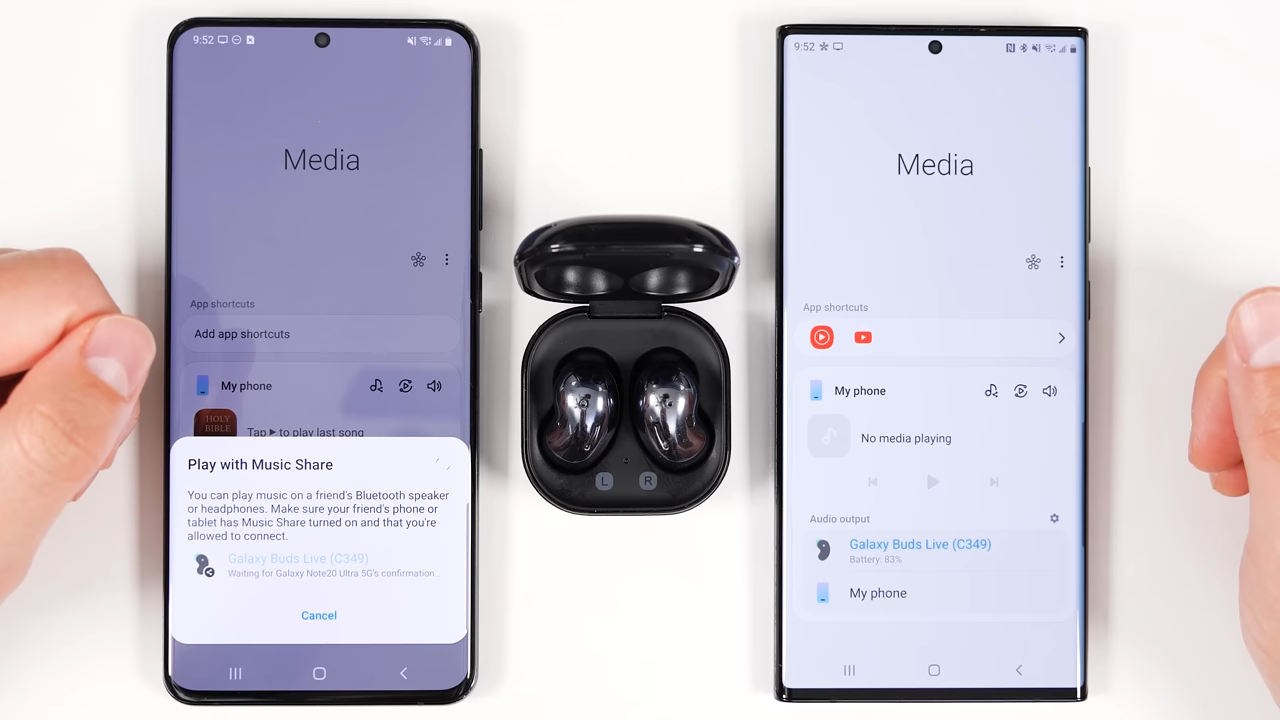 9:52
Media
App shortcuts
Add app shortcuts
My phone
HOLY
BIBLE
Tap ▶ to play last song
Play with Music Share
You can play music on a friend's Bluetooth speaker
or headphones. Make sure your friend's phone or
tablet has Music Share turned on and that you're
allowed to connect.
Galaxy Buds Live (C349)
Waiting for Galaxy Note20 Ultra 5G's confirmation...
Cancel
L R
9:52
Media
App shortcuts
My phone
No media playing
Audio output
Galaxy Buds Live (C349)
Battery: 83%
My phone